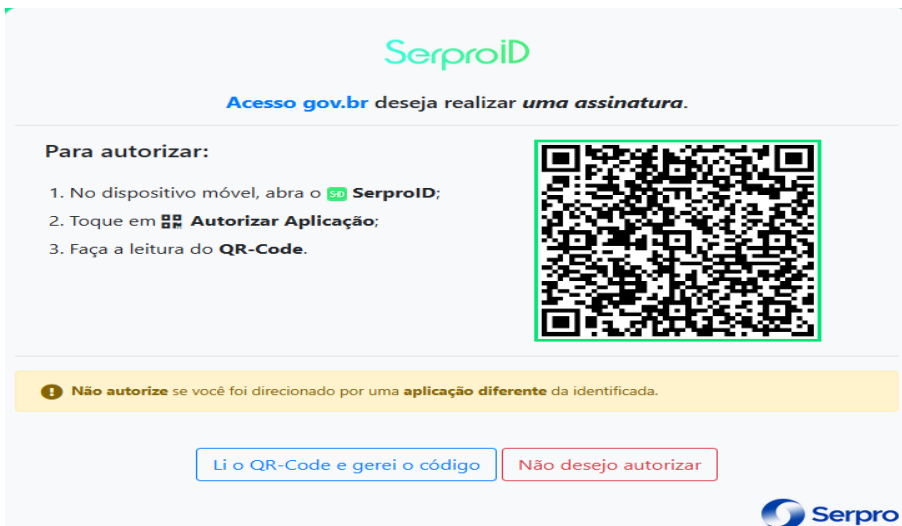 SerproID
Acesso gov.br deseja realizar uma assinatura.
Para autorizar:
1. No dispositivo móvel, abra o SerproID;
2. Toque em Autorizar Aplicação;
3. Faça a leitura do QR-Code.
Não autorize se você foi direcionado por uma aplicação diferente da identificada.
Li o QR-Code e gerei o código
Não desejo autorizar
Serpro